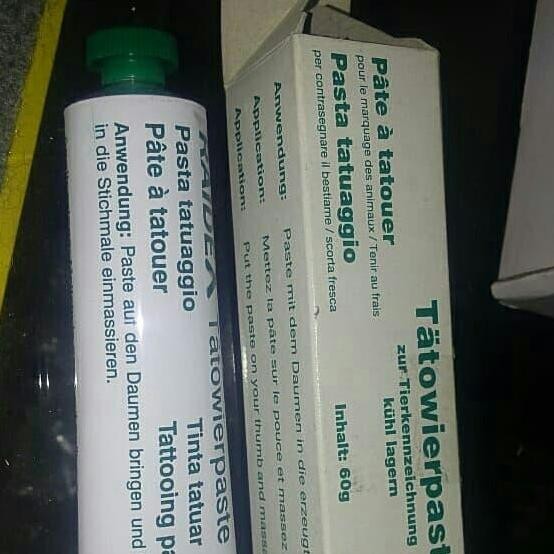 RAIDEX Tätowierpaste
Pasta tatuaggio Tinta tatuar
Pâte à tatouer Tattooing pa
Anwendung: Paste auf den Daumen bringen und
in die Stichmale einmassieren.
Tätowierpast
zur Tierkennzeichnung
kühl lagern
Pâte à tatouer
pour le marquage des animaux / Tenir au frais
Pasta tatuaggio
per contrasegnare il bestiame / scorta fresca
Inhalt: 60g
Anwendung: Paste mit dem Daumen in die erzeugt
Application: Mettez la pâte sur le pouce et massez
Application: Put the paste on your thumb and massa